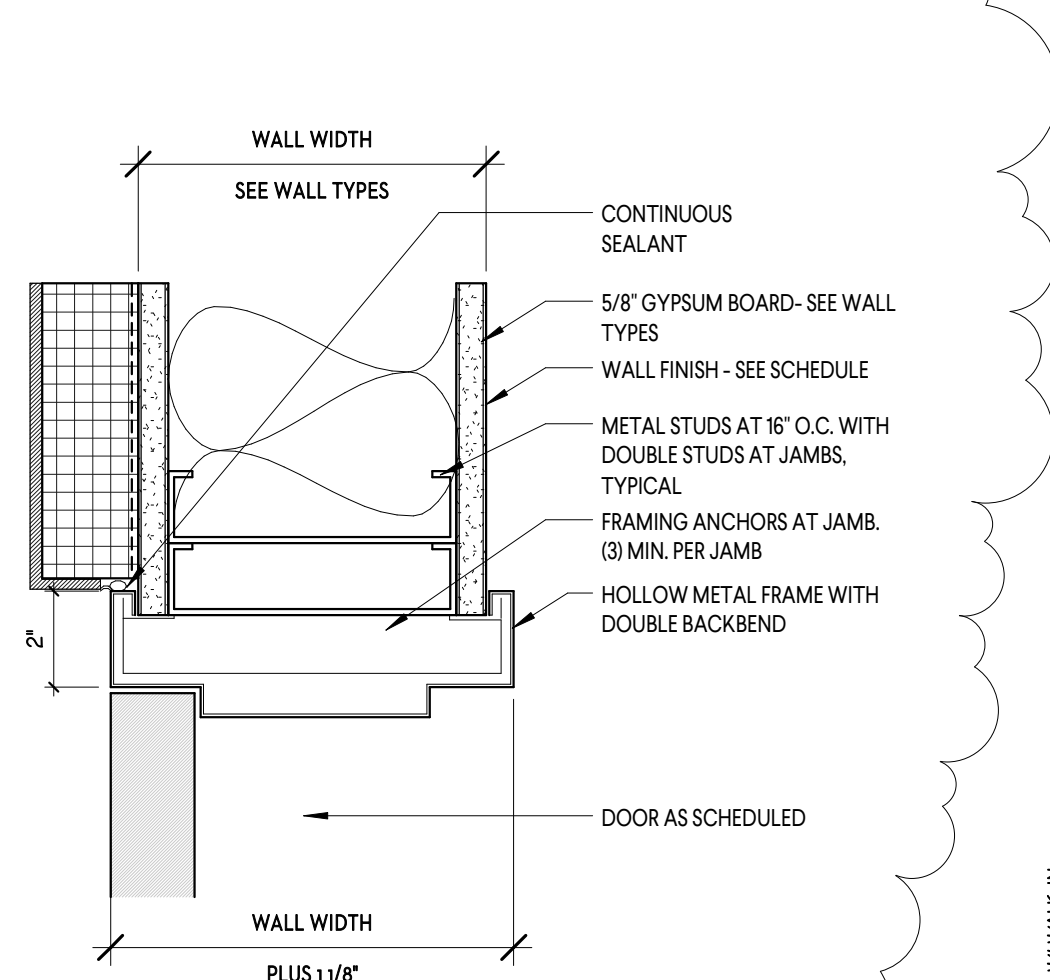 WALL WIDTH
SEE WALL TYPES
CONTINUOUS
SEALANT
5/8" GYPSUM BOARD- SEE WALL
TYPES
WALL FINISH - SEE SCHEDULE
METAL STUDS AT 16" O.C. WITH
DOUBLE STUDS AT JAMBS,
TYPICAL
FRAMING ANCHORS AT JAMB.
(3) MIN. PER JAMB
HOLLOW METAL FRAME WITH
DOUBLE BACKBEND
2"
DOOR AS SCHEDULED
WALL WIDTH
PLUS 1 1/8"